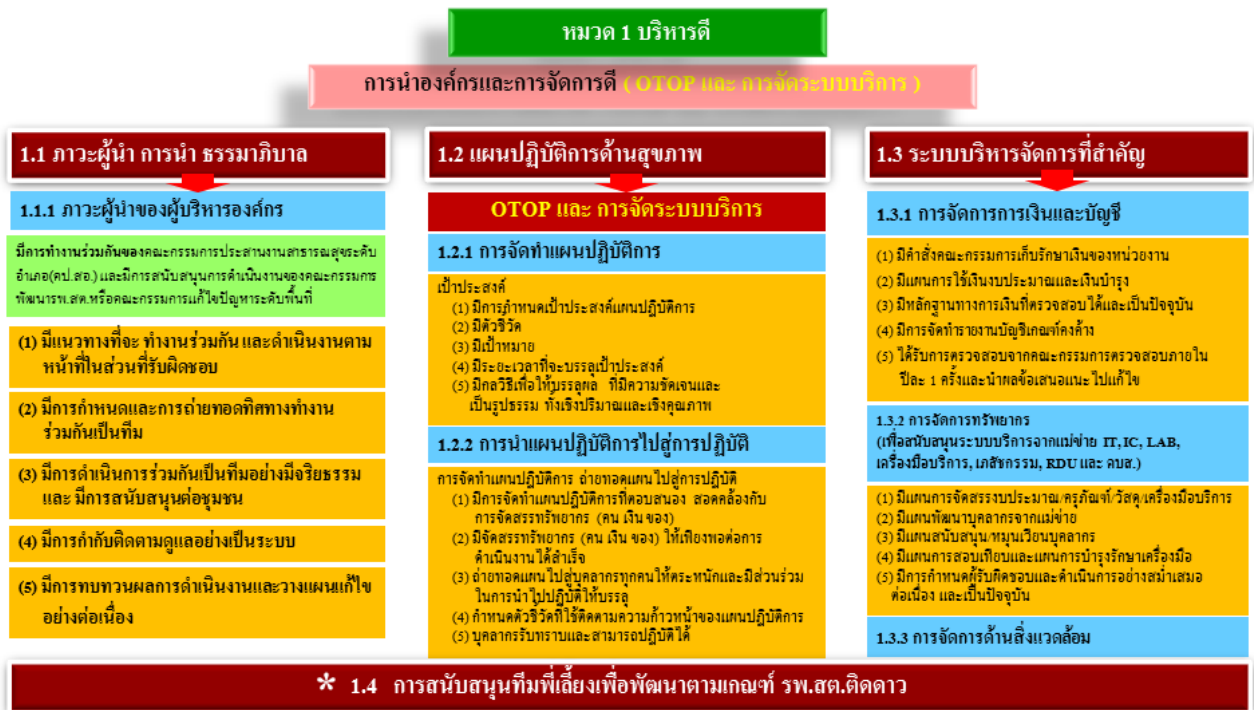 หมวด 1 บริหารดี
การนำองค์กรและการจัดการดี ( OTOP และ การจัดระบบบริการ )
1.1 ภาวะผู้นำ การนำ ธรรมาภิบาล
1.1.1 ภาวะผู้นำของผู้บริหารองค์กร
มีการทำงานร่วมกันของคณะกรรมการประสานงานสาธารณสุขระดับ
อำเภอ(คป.สอ.) และมีการสนับสนุนการดำเนินงานของคณะกรรมการ
พัฒนารพ.สต.หรือคณะกรรมการแก้ไขปัญหาระดับพื้นที่
(1) มีแนวทางที่จะ ทำงานร่วมกัน และดำเนินงานตาม
หน้าที่ในส่วนที่รับผิดชอบ
(2) มีการกำหนดและการถ่ายทอดทิศทางทำงาน
ร่วมกันเป็นทีม
(3) มีการดำเนินการร่วมกันเป็นทีมอย่างมีจริยธรรม
และ มีการสนับสนุนต่อชุมชน
(4) มีการกำกับติดตามดูแลอย่างเป็นระบบ
(5) มีการทบทวนผลการดำเนินงานและวางแผนแก้ไข
อย่างต่อเนื่อง
1.2 แผนปฏิบัติการด้านสุขภาพ
OTOP และ การจัดระบบบริการ
1.2.1 การจัดทำแผนปฏิบัติการ
เป้าประสงค์
(1) มีการกำหนดเป้าประสงค์แผนปฏิบัติการ
(2) มีตัวชี้วัด
(3) มีเป้าหมาย
(4) มีระยะเวลาที่จะบรรลุเป้าประสงค์
(5) มีกลวิธีเพื่อให้บรรลุผล ที่มีความชัดเจนและ
เป็นรูปธรรม ทั้งเชิงปริมาณและเชิงคุณภาพ
1.2.2 การนำแผนปฏิบัติการไปสู่การปฏิบัติ
การจัดทำแผนปฏิบัติการ ถ่ายทอดแผนไปสู่การปฏิบัติ
(1) มีการจัดทำแผนปฏิบัติการที่ตอบสนอง สอดคล้องกับ
การจัดสรรทรัพยากร (คน เงิน ของ)
(2) มีจัดสรรทรัพยากร (คน เงิน ของ) ให้เพียงพอต่อการ
ดำเนินงานได้สำเร็จ
(3) ถ่ายทอดแผนไปสู่บุคลากรทุกคนให้ตระหนักและมีส่วนร่วม
ในการนำไปปฏิบัติให้บรรลุ
(4) กำหนดตัวชี้วัดที่ใช้ติดตามความก้าวหน้าของแผนปฏิบัติการ
(5) บุคลากรรับทราบและสามารถปฏิบัติได้
1.3 ระบบบริหารจัดการที่สำคัญ
1.3.1 การจัดการการเงินและบัญชี
(1) มีคำสั่งคณะกรรมการเก็บรักษาเงินของหน่วยงาน
(2) มีแผนการใช้เงินงบประมาณและเงินบำรุง
(3) มีหลักฐานทางการเงินที่ตรวจสอบได้และเป็นปัจจุบัน
(4) มีการจัดทำรายงานบัญชีเกณฑ์คงค้าง
(5) ได้รับการตรวจสอบจากคณะกรรมการตรวจสอบภายใน
ปีละ 1 ครั้งและนำผลข้อเสนอแนะไปแก้ไข
1.3.2 การจัดการทรัพยากร
(เพื่อสนับสนุนระบบบริการจากแม่ข่าย IT, IC, LAB,
เครื่องมือบริการ, เภสัชกรรม, RDU และ คบส.)
(1) มีแผนการจัดสรรงบประมาณ/ครุภัณฑ์/วัสดุ/เครื่องมือบริการ
(2) มีแผนพัฒนาบุคลากรจากแม่ข่าย
(3) มีแผนสนับสนุน/หมุนเวียนบุคลากร
(4) มีแผนการสอบเทียบและแผนการบำรุงรักษาเครื่องมือ
(5) มีการกำหนดผู้รับผิดชอบและดำเนินการอย่างสม่ำเสมอ
ต่อเนื่อง และเป็นปัจจุบัน
1.3.3 การจัดการด้านสิ่งแวดล้อม
* 1.4 การสนับสนุนทีมพี่เลี้ยงเพื่อพัฒนาตามเกณฑ์ รพ.สต.ติดดาว